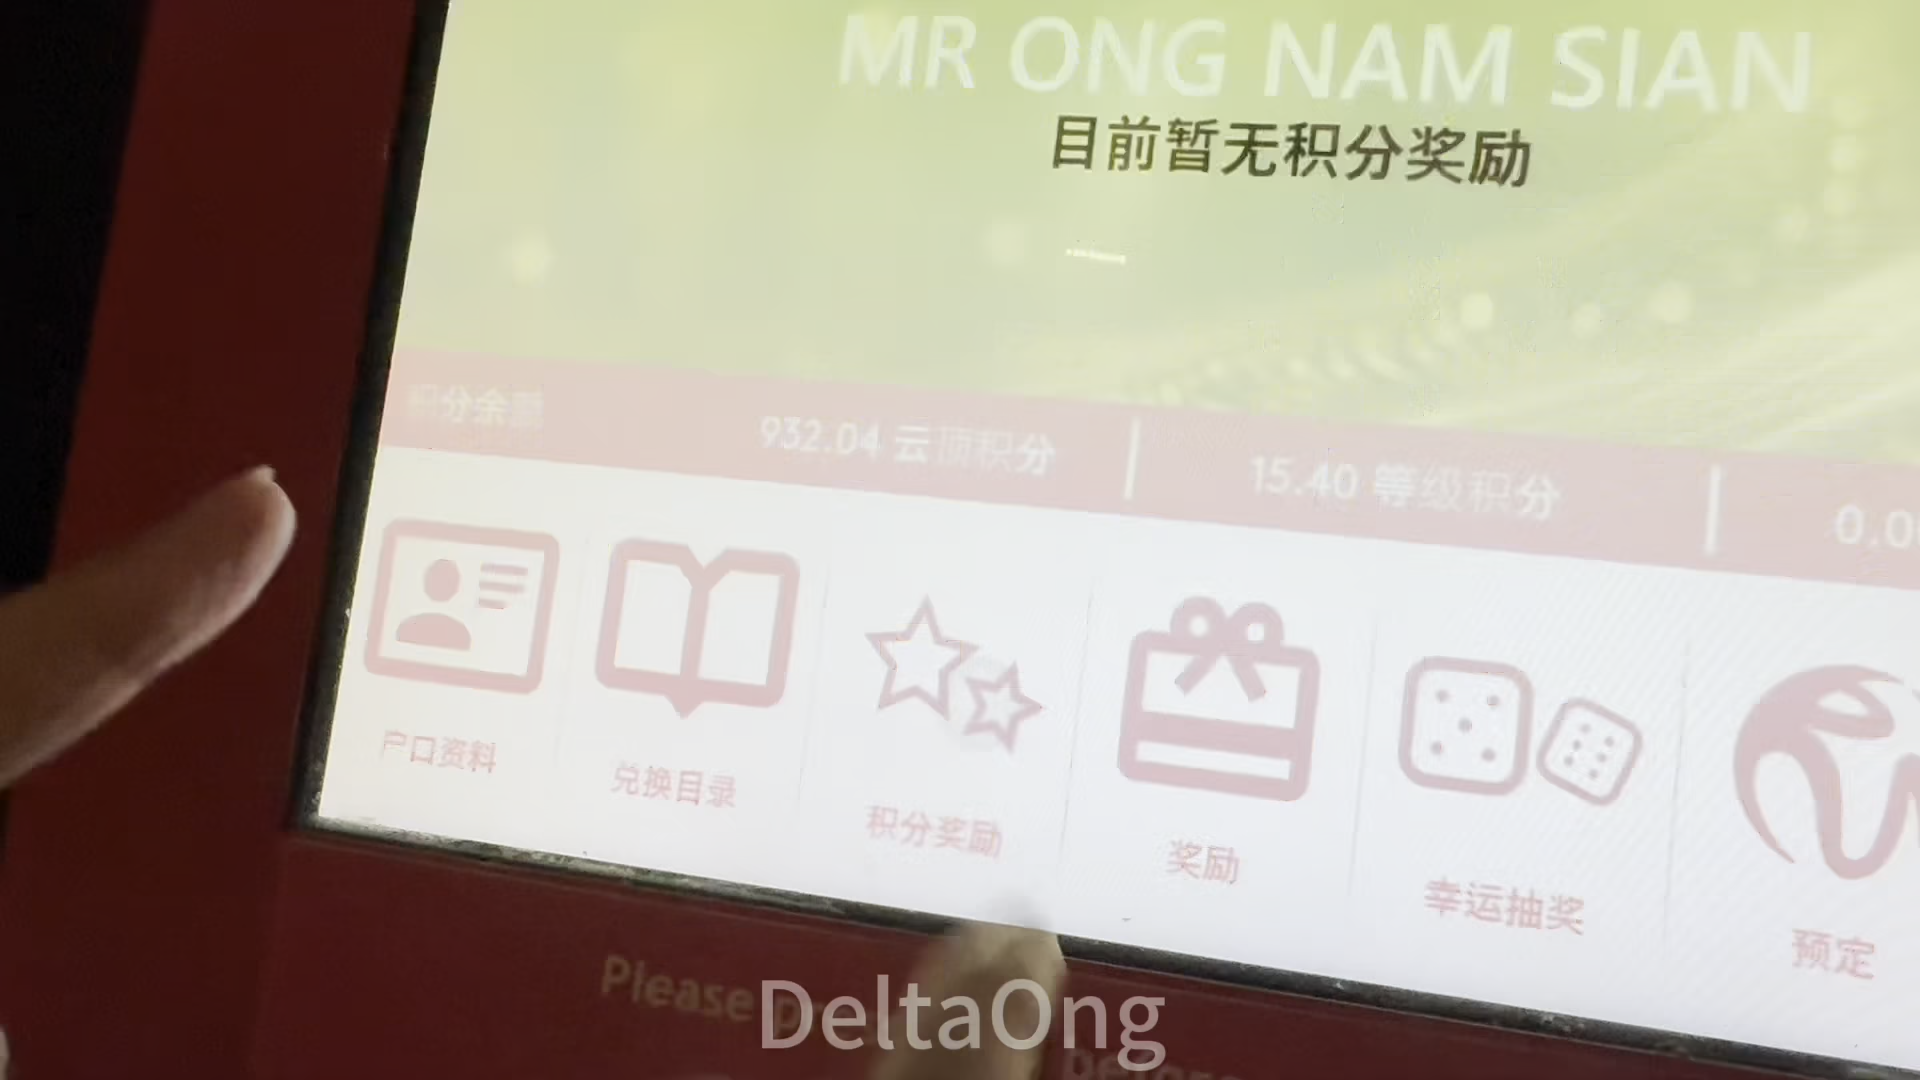 MR ONG NAM SIAN
目前暂无积分奖励
积分余额
932.04 云顶积分
15.40 等级积分
户口资料
兑换目录
积分奖励
奖励
幸运抽奖
预定
Please
DeltaOng